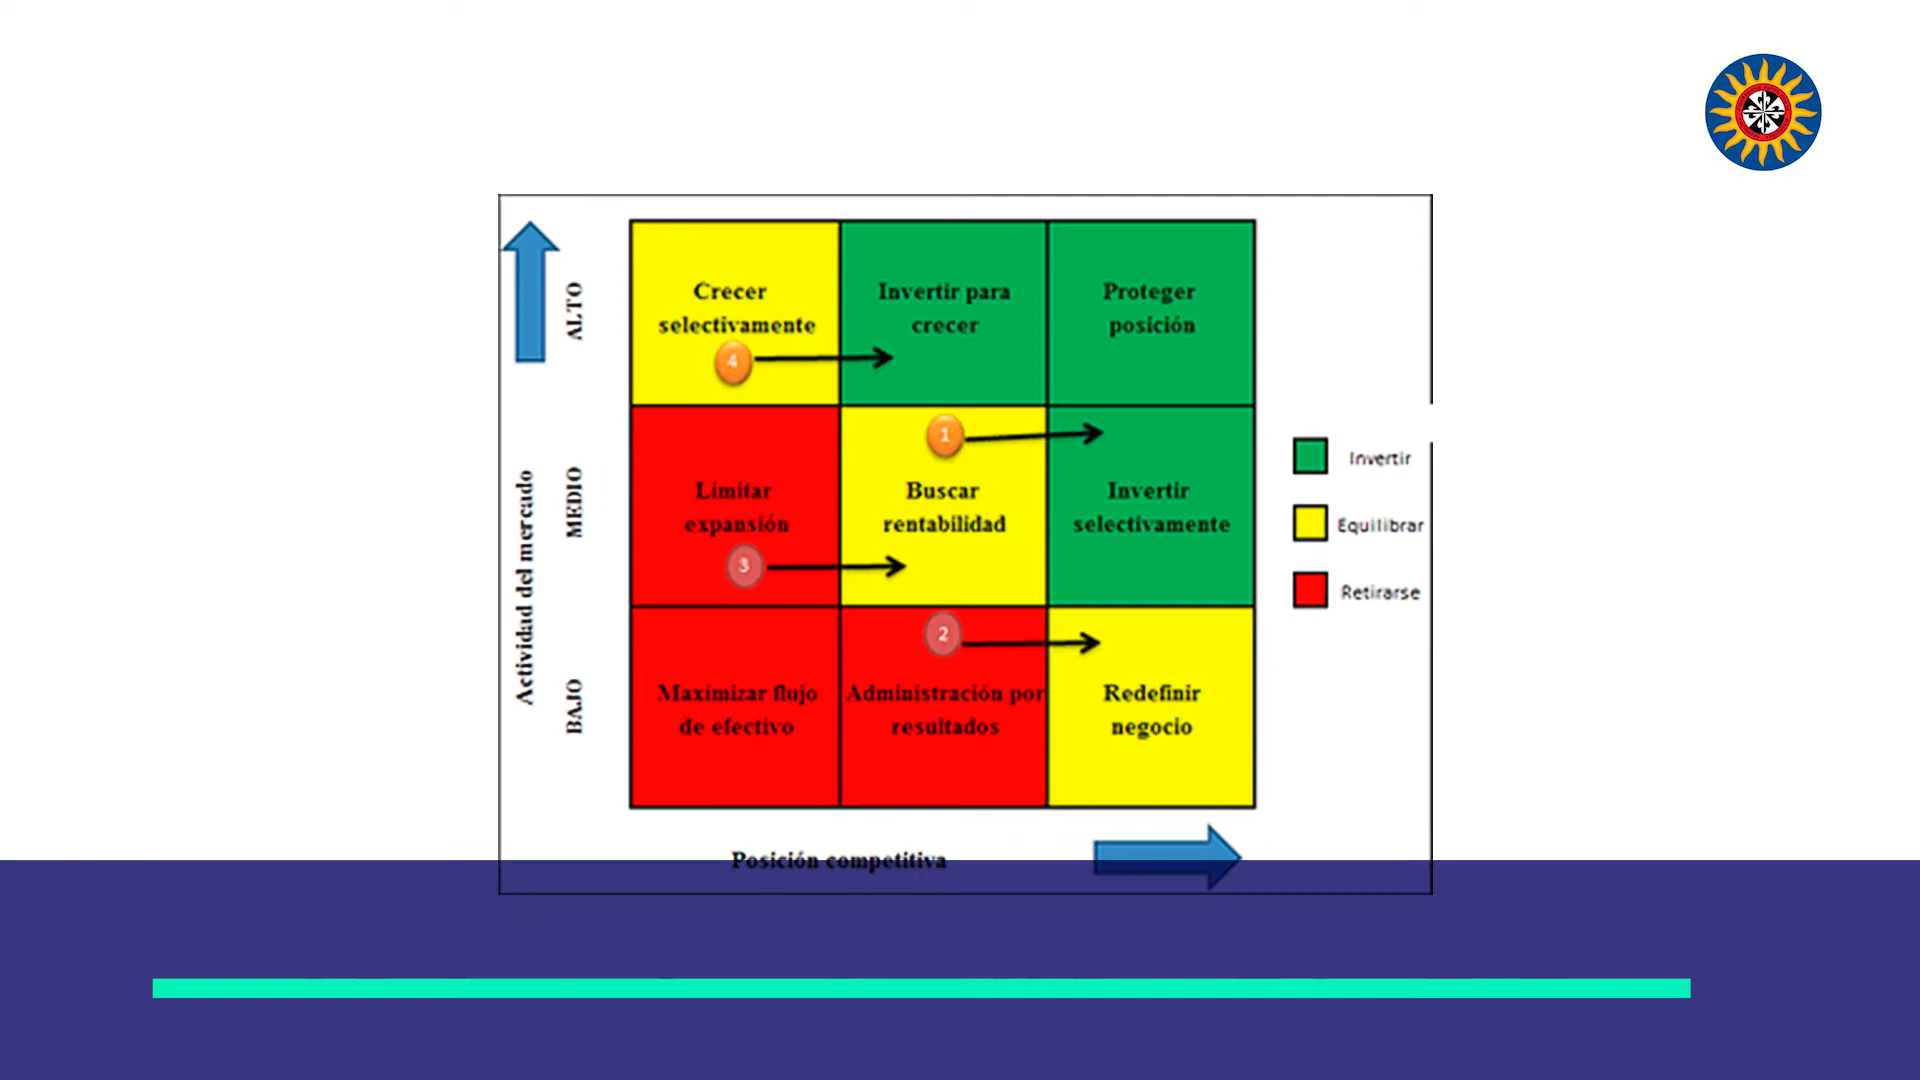 ALTO
Crecer
selectivamente
4
Invertir para
crecer
Proteger
posición
Actividad del mercado
MEDIO
Limitar
expansión
3
1
Buscar
rentabilidad
Invertir
selectivamente
BAJO
Maximizar flujo
de efectivo
2
Administración por
resultados
Redefinir
negocio
Posición competitiva
Invertir
Equilibrar
Retirarse